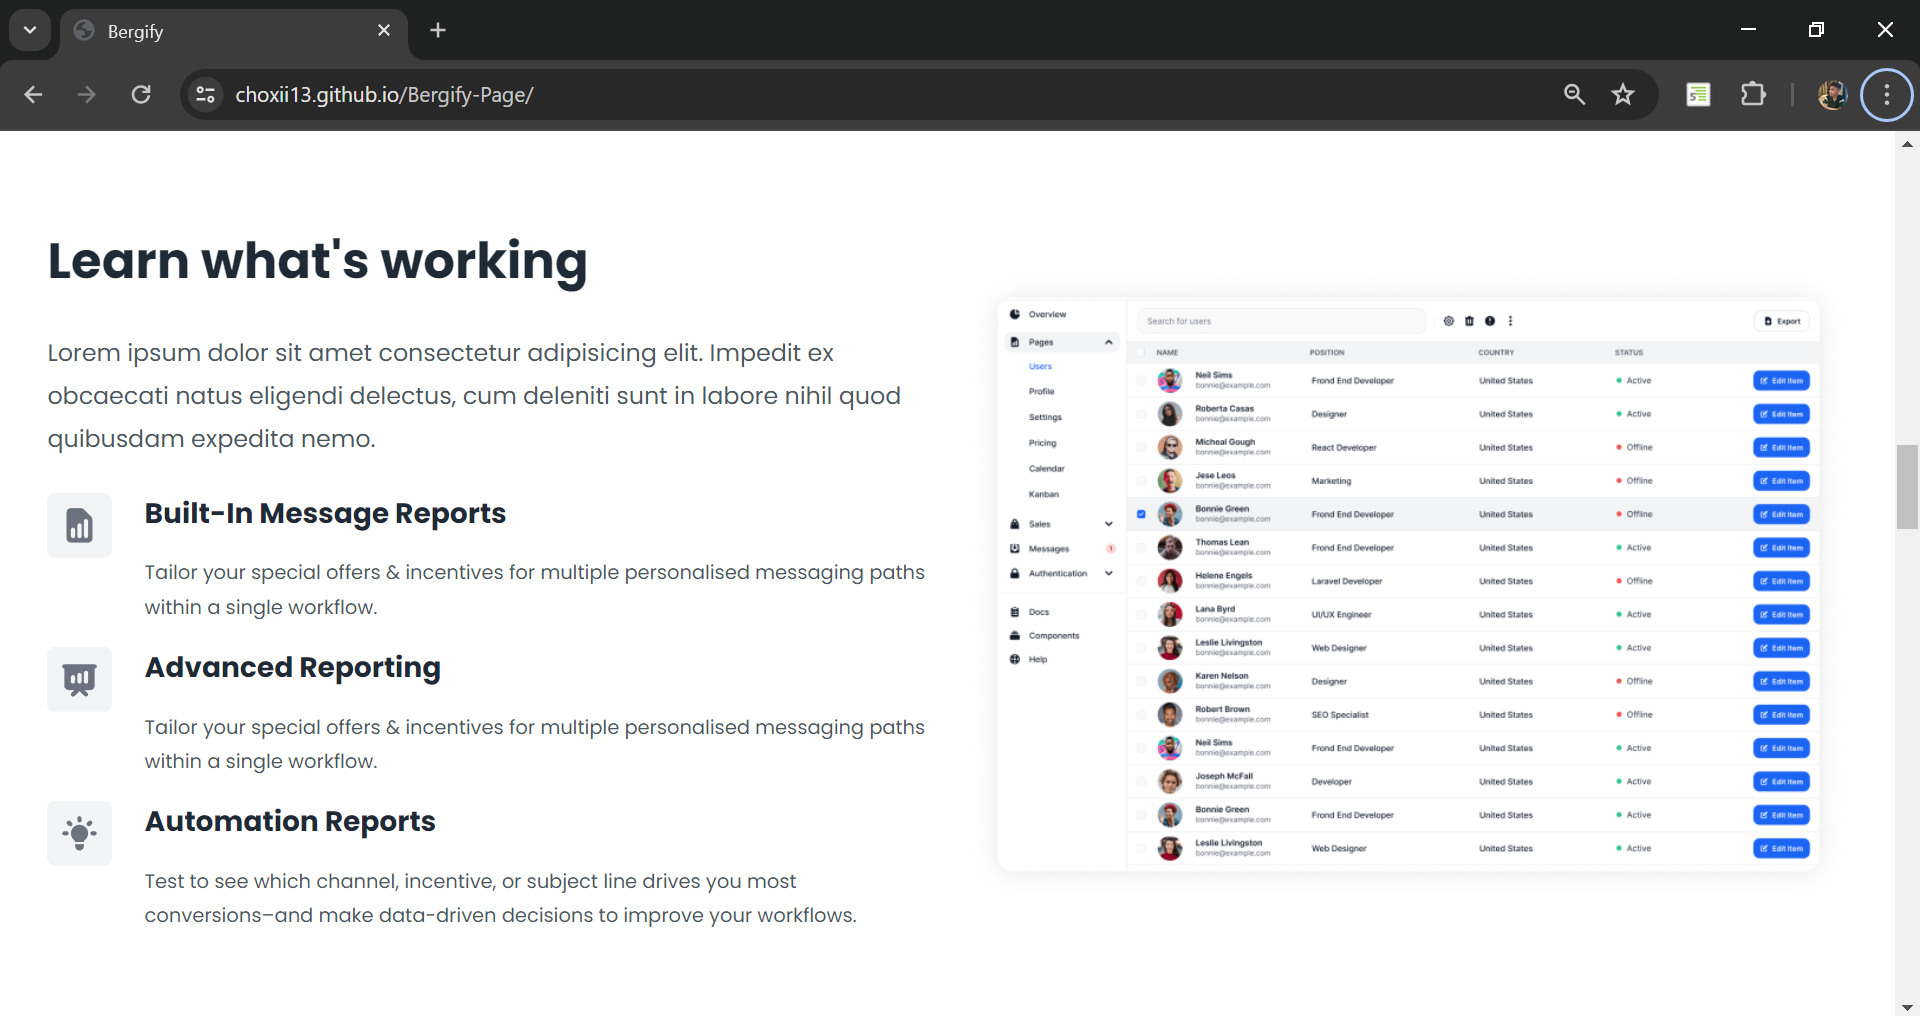 Bergify
choxii13.github.io/Bergify-Page/
Learn what's working
Lorem ipsum dolor sit amet consectetur adipisicing elit. Impedit ex
obcaecati natus eligendi delectus, cum deleniti sunt in labore nihil quod
quibusdam expedita nemo.
Built-In Message Reports
Tailor your special offers & incentives for multiple personalised messaging paths
within a single workflow.
Advanced Reporting
Tailor your special offers & incentives for multiple personalised messaging paths
within a single workflow.
Automation Reports
Test to see which channel, incentive, or subject line drives you most
conversions–and make data-driven decisions to improve your workflows.
Overview
Pages
Users
Profile
Settings
Pricing
Calendar
Kanban
Sales
Messages 1
Authentication
Docs
Components
Help
Search for users
Export
NAME POSITION COUNTRY STATUS
Neil Sims
bonnie@example.com Frond End Developer United States Active Edit Item
Roberta Casas
bonnie@example.com Designer United States Active Edit Item
Micheal Gough
bonnie@example.com React Developer United States Offline Edit Item
Jese Leos
bonnie@example.com Marketing United States Offline Edit Item
Bonnie Green
bonnie@example.com Frond End Developer United States Offline Edit Item
Thomas Lean
bonnie@example.com Frond End Developer United States Active Edit Item
Helene Engels
bonnie@example.com Laravel Developer United States Offline Edit Item
Lana Byrd
bonnie@example.com UI/UX Engineer United States Active Edit Item
Leslie Livingston
bonnie@example.com Web Designer United States Active Edit Item
Karen Nelson
bonnie@example.com Designer United States Offline Edit Item
Robert Brown
bonnie@example.com SEO Specialist United States Offline Edit Item
Neil Sims
bonnie@example.com Frond End Developer United States Active Edit Item
Joseph McFall
bonnie@example.com Developer United States Active Edit Item
Bonnie Green
bonnie@example.com Frond End Developer United States Active Edit Item
Leslie Livingston
bonnie@example.com Web Designer United States Active Edit Item